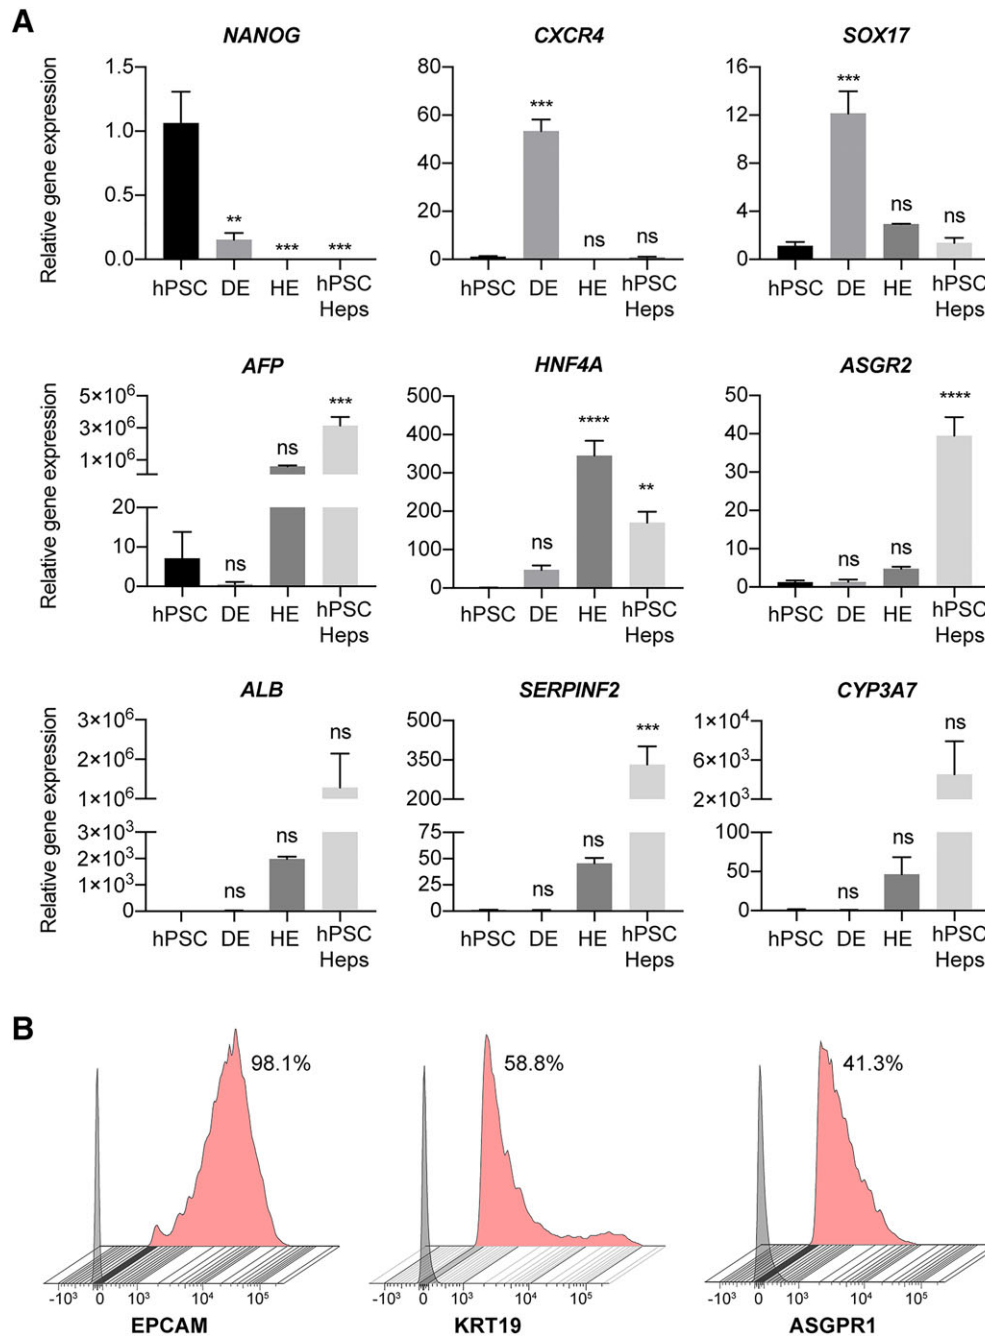 A
NANOG CXCR4 SOX17
Relative gene expression
1.5
1.0
0.5
0.0
** *** ***
hPSC DE HE hPSC Heps
80
60
40
20
0
*** ns ns
hPSC DE HE hPSC Heps
16
12
8
4
0
*** ns ns
hPSC DE HE hPSC Heps
AFP HNF4A ASGR2
Relative gene expression
5×10⁶
3×10⁶
1×10⁶
20
10
0
ns ns ***
hPSC DE HE hPSC Heps
500
400
300
200
100
0
ns **** **
hPSC DE HE hPSC Heps
50
40
30
20
10
0
ns ns ****
hPSC DE HE hPSC Heps
ALB SERPINF2 CYP3A7
Relative gene expression
3×10⁶
2×10⁶
1×10⁶
3×10³
2×10³
1×10³
0
ns ns ns
hPSC DE HE hPSC Heps
500
350
200
75
50
25
0
ns ns ***
hPSC DE HE hPSC Heps
1×10⁴
6×10³
2×10³
100
50
0
ns ns ns
hPSC DE HE hPSC Heps
B
98.1% 58.8% 41.3%
-10³ 0 10³ 10⁴ 10⁵
EPCAM
-10³ 0 10³ 10⁴ 10⁵
KRT19
-10³ 0 10³ 10⁴ 10⁵
ASGPR1